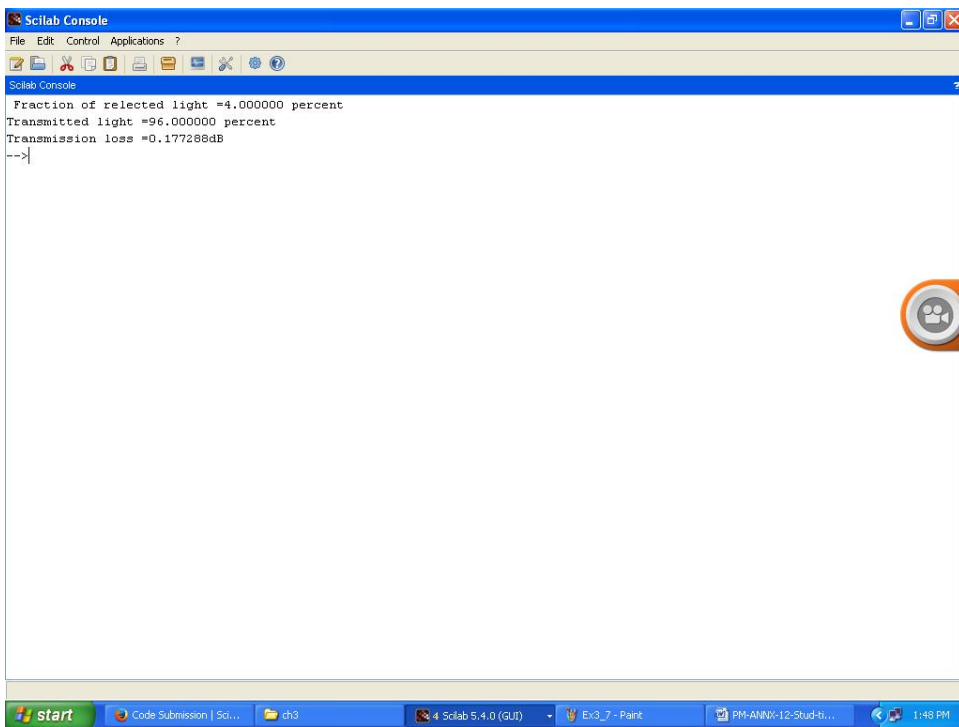 Scilab Console
File Edit Control Applications ?
Scilab Console ?
Fraction of relected light =4.000000 percent
Transmitted light =96.000000 percent
Transmission loss =0.177288dB
-->
start Code Submission | Sci... ch3 4 Scilab 5.4.0 (GUI) Ex3_7 - Paint PM-ANNX-12-Stud-ti... 1:48 PM